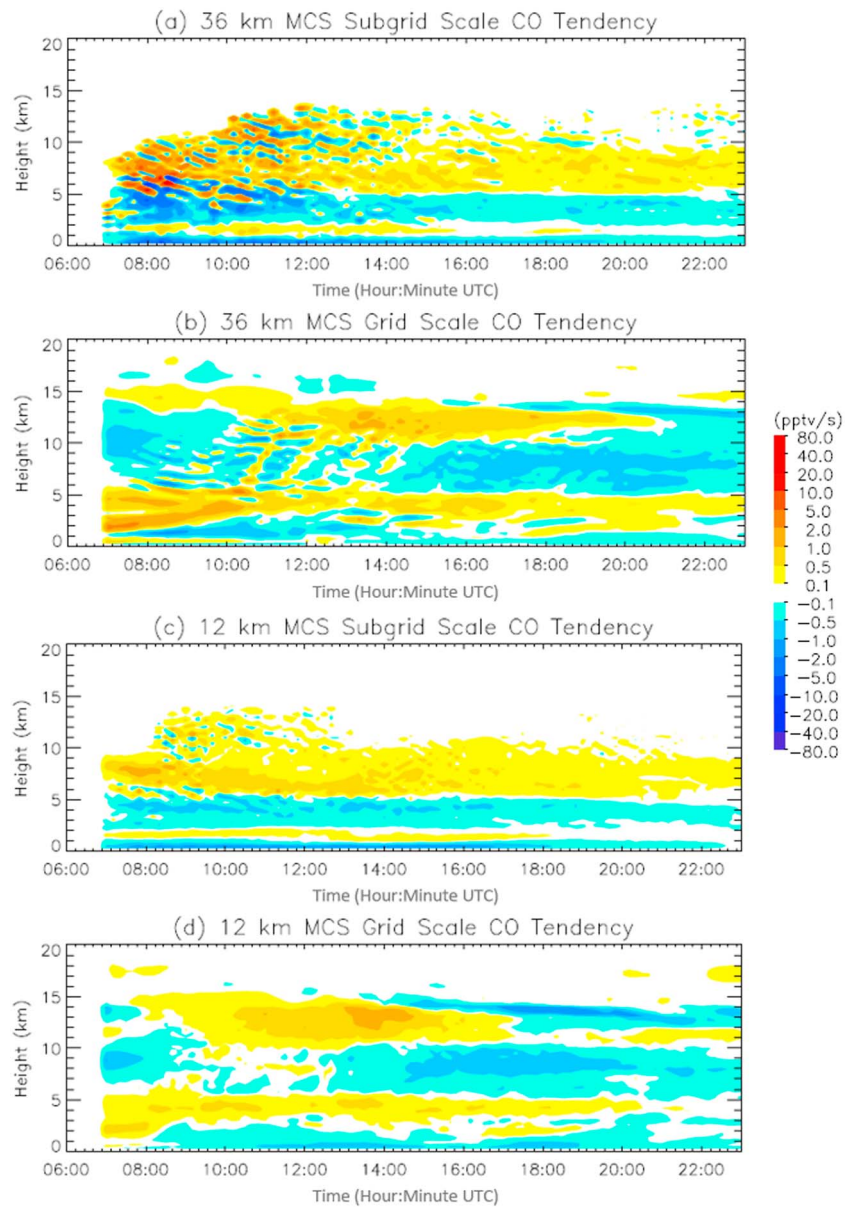 (a) 36 km MCS Subgrid Scale CO Tendency
20
15
10
5
0
Height (km)
06:00 08:00 10:00 12:00 14:00 16:00 18:00 20:00 22:00
Time (Hour:Minute UTC)
(b) 36 km MCS Grid Scale CO Tendency
20
15
10
5
0
Height (km)
06:00 08:00 10:00 12:00 14:00 16:00 18:00 20:00 22:00
Time (Hour:Minute UTC)
(pptv/s)
80.0
40.0
20.0
10.0
5.0
2.0
1.0
0.5
0.1
−0.1
−0.5
−1.0
−2.0
−5.0
−10.0
−20.0
−40.0
−80.0
(c) 12 km MCS Subgrid Scale CO Tendency
20
15
10
5
0
Height (km)
06:00 08:00 10:00 12:00 14:00 16:00 18:00 20:00 22:00
Time (Hour:Minute UTC)
(d) 12 km MCS Grid Scale CO Tendency
20
15
10
5
0
Height (km)
06:00 08:00 10:00 12:00 14:00 16:00 18:00 20:00 22:00
Time (Hour:Minute UTC)